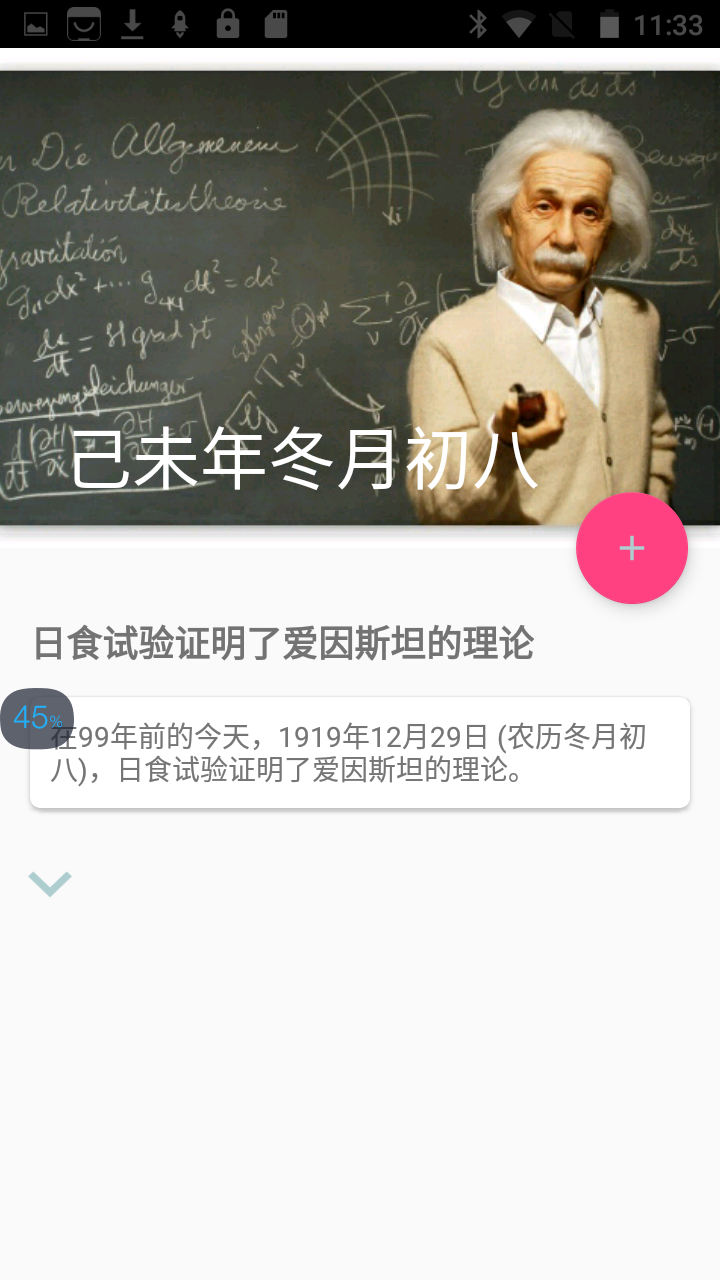 11:33
Die Allgemeine
Relativitätstheorie
gravitation
己未年冬月初八
+
日食试验证明了爱因斯坦的理论
45%
在99年前的今天，1919年12月29日 (农历冬月初
八)，日食试验证明了爱因斯坦的理论。